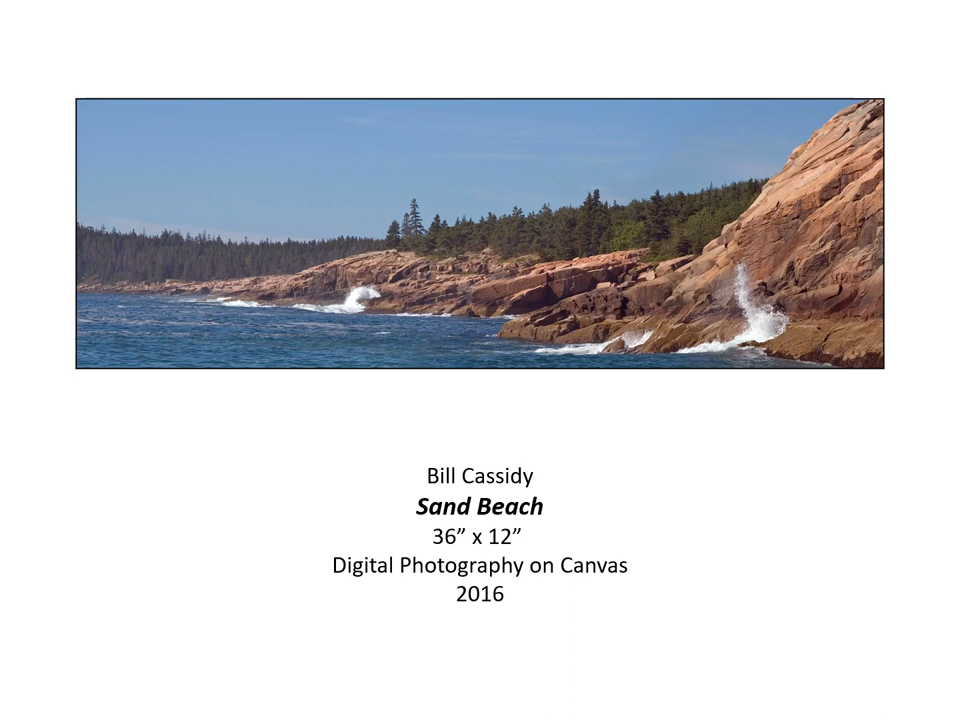 Bill Cassidy
Sand Beach
36” x 12”
Digital Photography on Canvas
2016